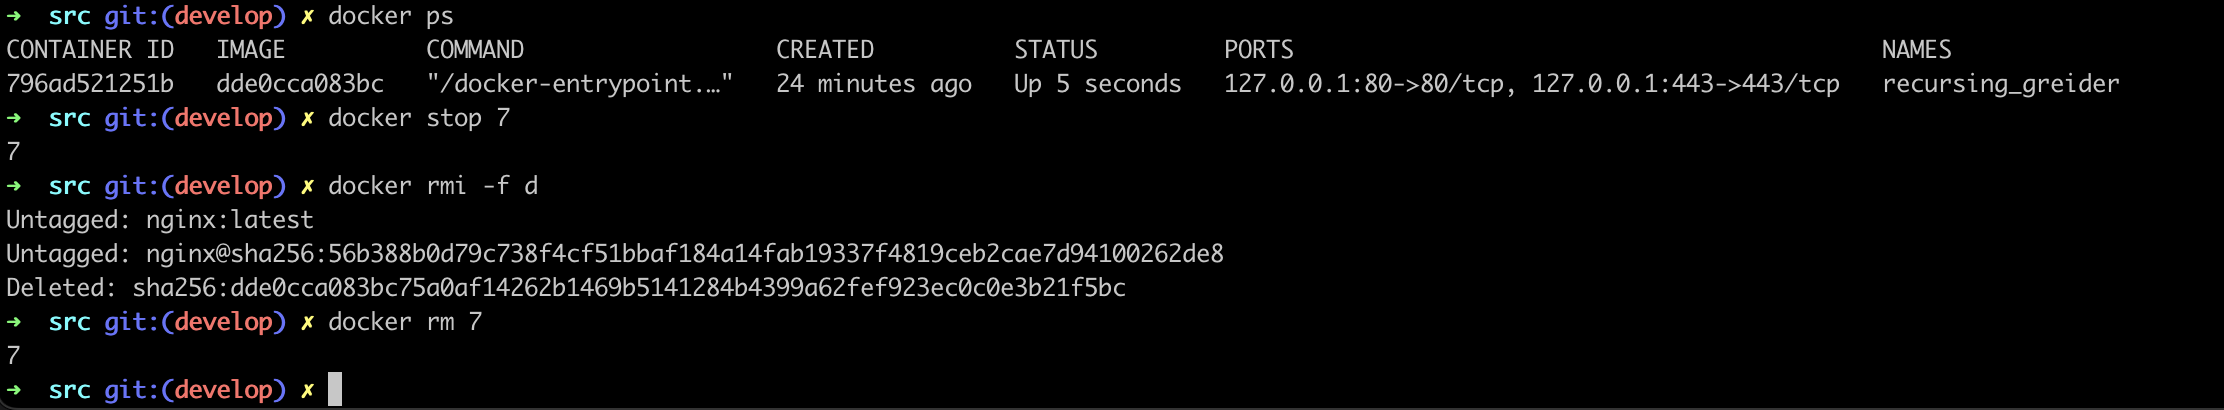 ➜  src git:(develop) ✗ docker ps
CONTAINER ID   IMAGE          COMMAND                  CREATED          STATUS         PORTS                                          NAMES
796ad521251b   dde0cca083bc   "/docker-entrypoint.…"   24 minutes ago   Up 5 seconds   127.0.0.1:80->80/tcp, 127.0.0.1:443->443/tcp   recursing_greider
➜  src git:(develop) ✗ docker stop 7
7
➜  src git:(develop) ✗ docker rmi -f d
Untagged: nginx:latest
Untagged: nginx@sha256:56b388b0d79c738f4cf51bbaf184a14fab19337f4819ceb2cae7d94100262de8
Deleted: sha256:dde0cca083bc75a0af14262b1469b5141284b4399a62fef923ec0c0e3b21f5bc
➜  src git:(develop) ✗ docker rm 7
7
➜  src git:(develop) ✗